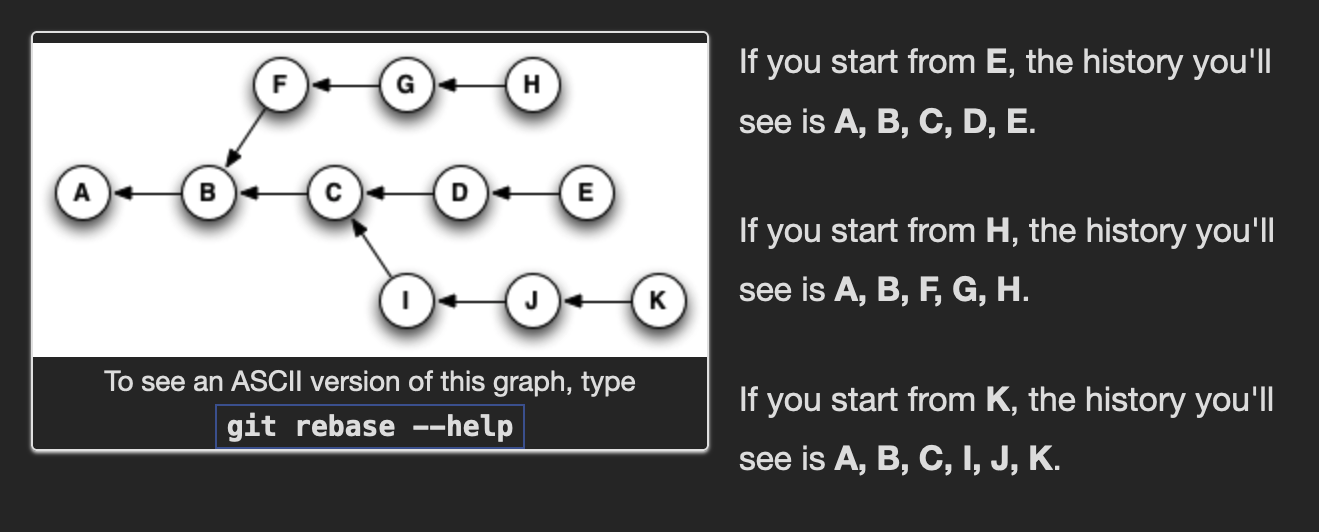 F G H
A B C D E
I J K
To see an ASCII version of this graph, type
git rebase --help
If you start from E, the history you'll
see is A, B, C, D, E.
If you start from H, the history you'll
see is A, B, F, G, H.
If you start from K, the history you'll
see is A, B, C, I, J, K.